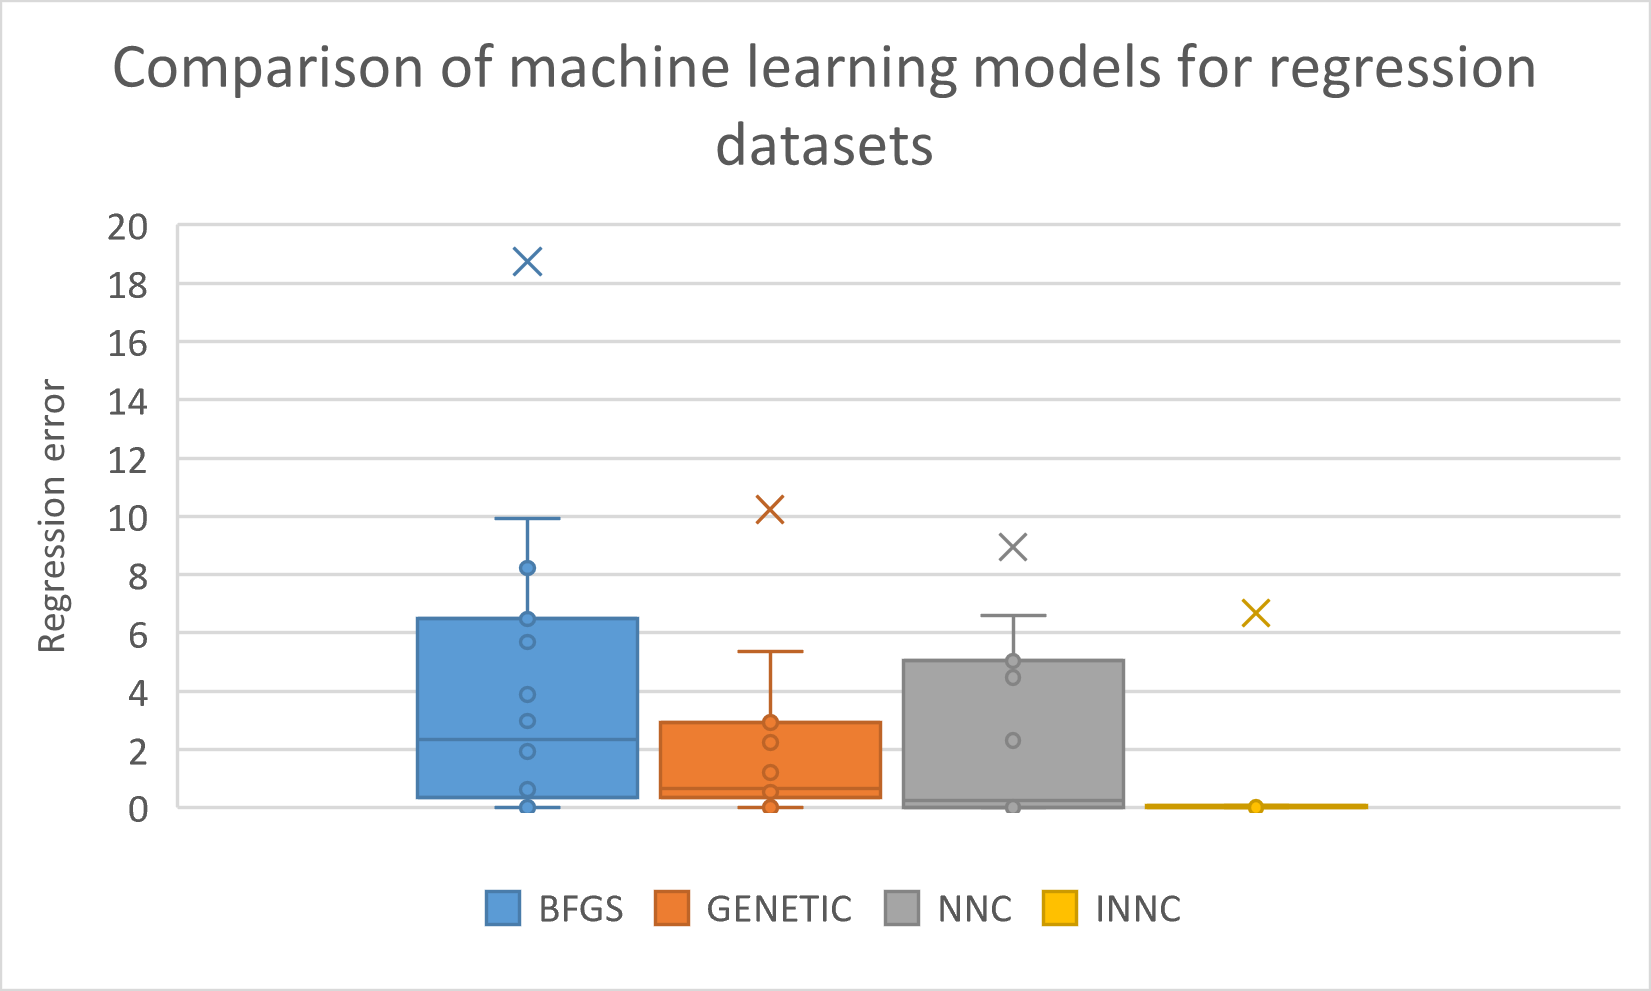 Comparison of machine learning models for regression
datasets
Regression error
20
18
16
14
12
10
8
6
4
2
0
BFGS
GENETIC
NNC
INNC